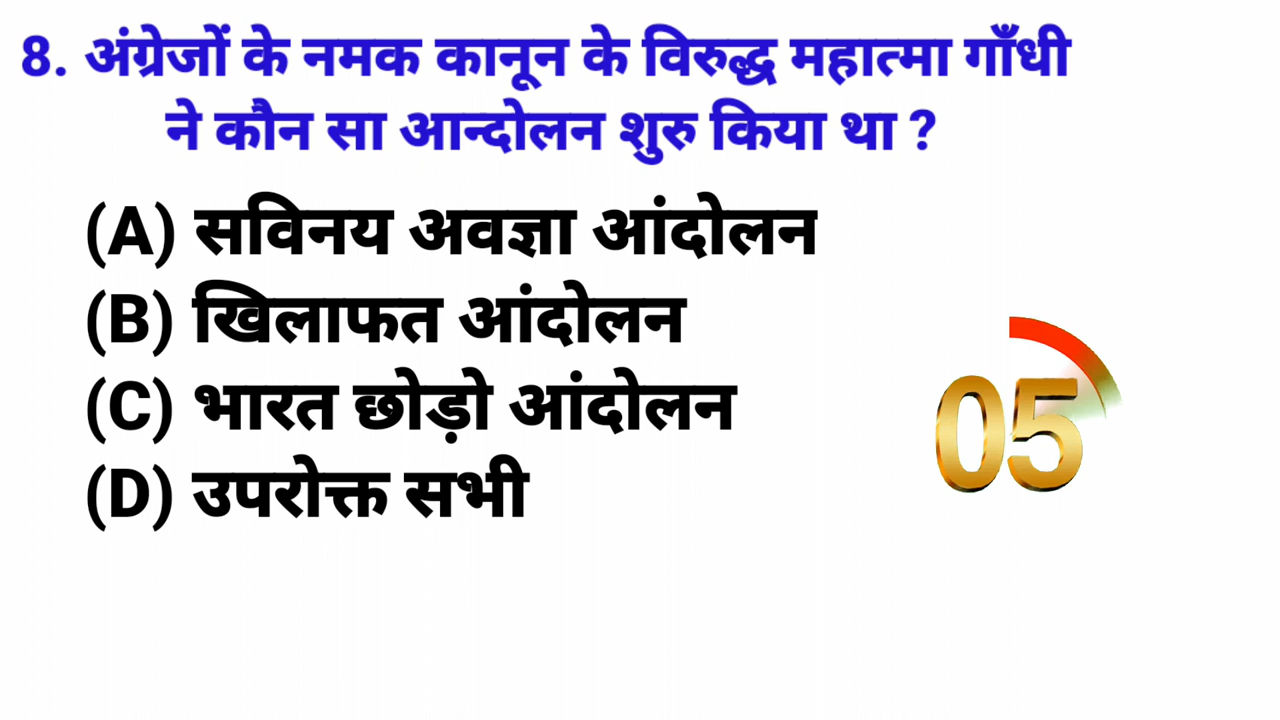 8. अंग्रेजों के नमक कानून के विरुद्ध महात्मा गाँधी
ने कौन सा आन्दोलन शुरु किया था ?
(A) सविनय अवज्ञा आंदोलन
(B) खिलाफत आंदोलन
(C) भारत छोड़ो आंदोलन
05
(D) उपरोक्त सभी